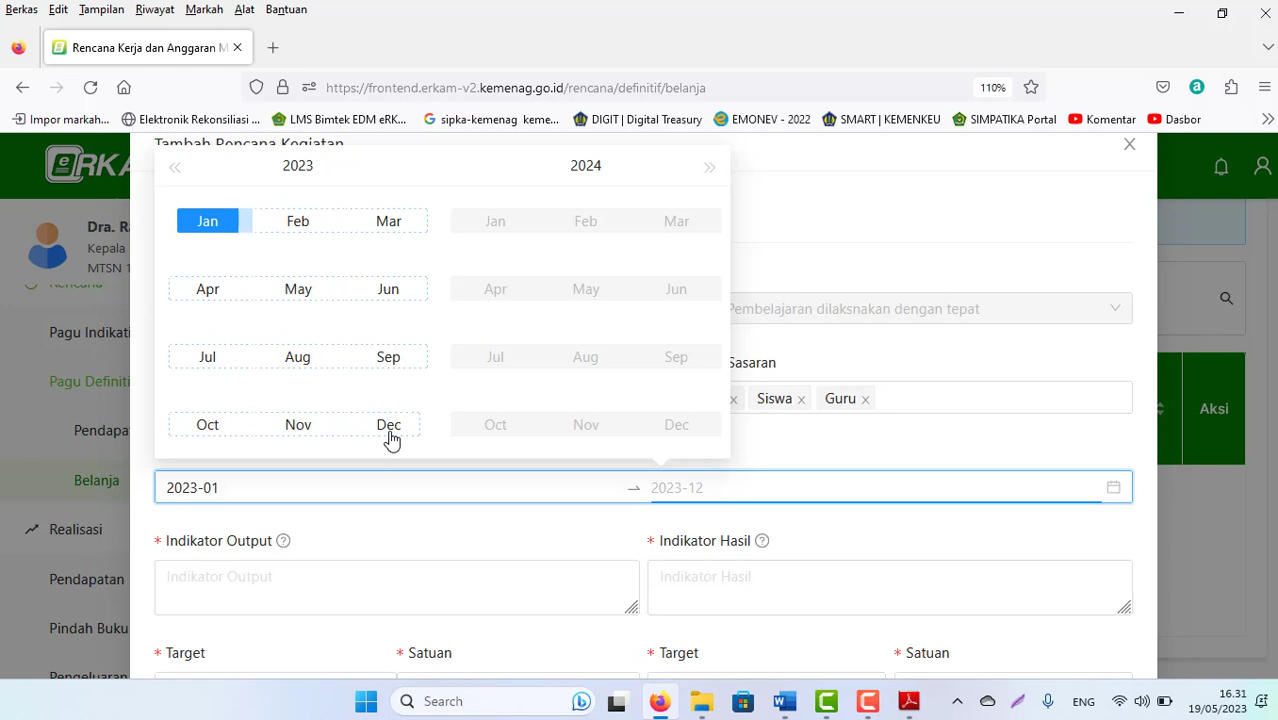 Berkas Edit Tampilan Riwayat Markah Alat Bantuan
Rencana Kerja dan Anggaran M
https://frontend.erkam-v2.kemenag.go.id/rencana/definitif/belanja
110%
Impor markah... Elektronik Rekonsiliasi ... LMS Bimtek EDM eRK... sipka-kemenag keme... DIGIT | Digital Treasury EMONEV - 2022 SMART | KEMENKEU SIMPATIKA Portal Komentar Dasbor
Tambah Rencana Kegiatan
eRKA
Dra. R
Kepala
MTSN 1
Rencana
Pagu Indikati
Pagu Definiti
Pendapa
Belanja
Realisasi
Pendapatan
Pindah Buku
Pengeluaran
2023 2024
Jan Feb Mar Jan Feb Mar
Apr May Jun Apr May Jun
Jul Aug Sep Jul Aug Sep
Oct Nov Dec Oct Nov Dec
Pembelajaran dilaksnakan dengan tepat
Sasaran
Siswa Guru
Aksi
2023-01 2023-12
* Indikator Output * Indikator Hasil
Indikator Output Indikator Hasil
* Target * Satuan * Target * Satuan
Search
ENG
16.31
19/05/2023